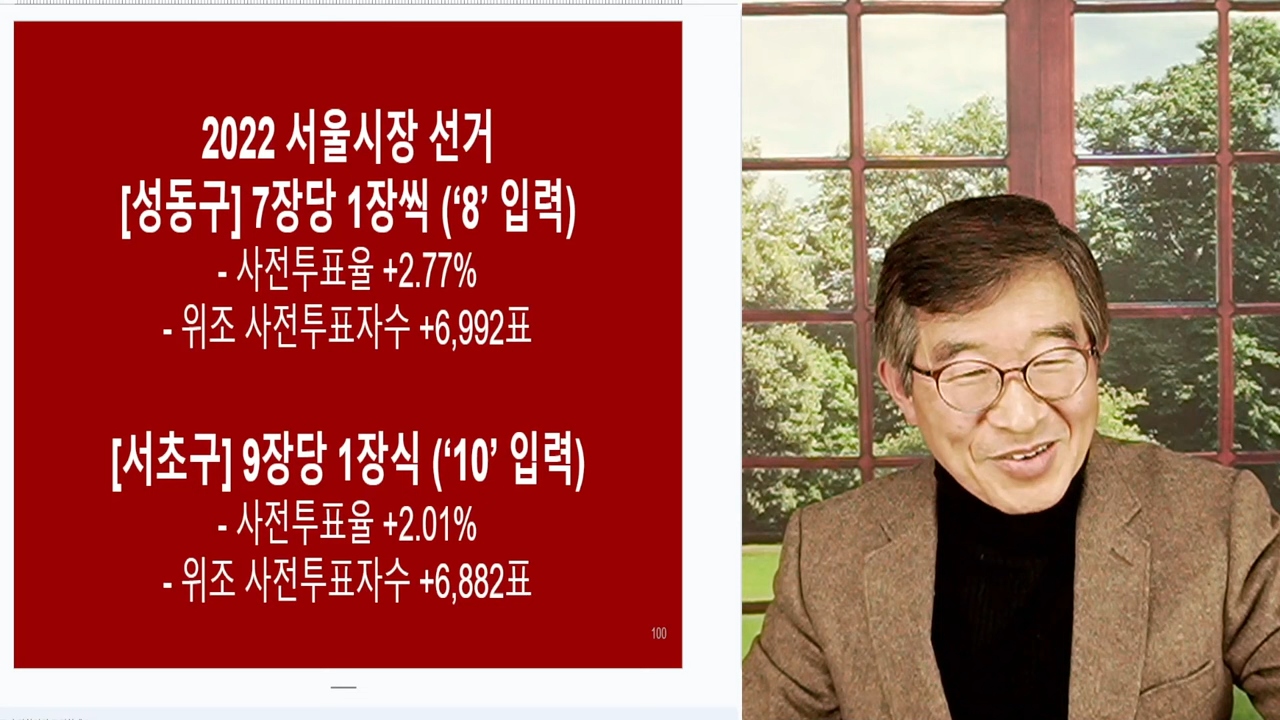 2022 서울시장 선거
[성동구] 7장당 1장씩 (‘8’ 입력)
- 사전투표율 +2.77%
- 위조 사전투표자수 +6,992표
[서초구] 9장당 1장식 (‘10’ 입력)
- 사전투표율 +2.01%
- 위조 사전투표자수 +6,882표
100